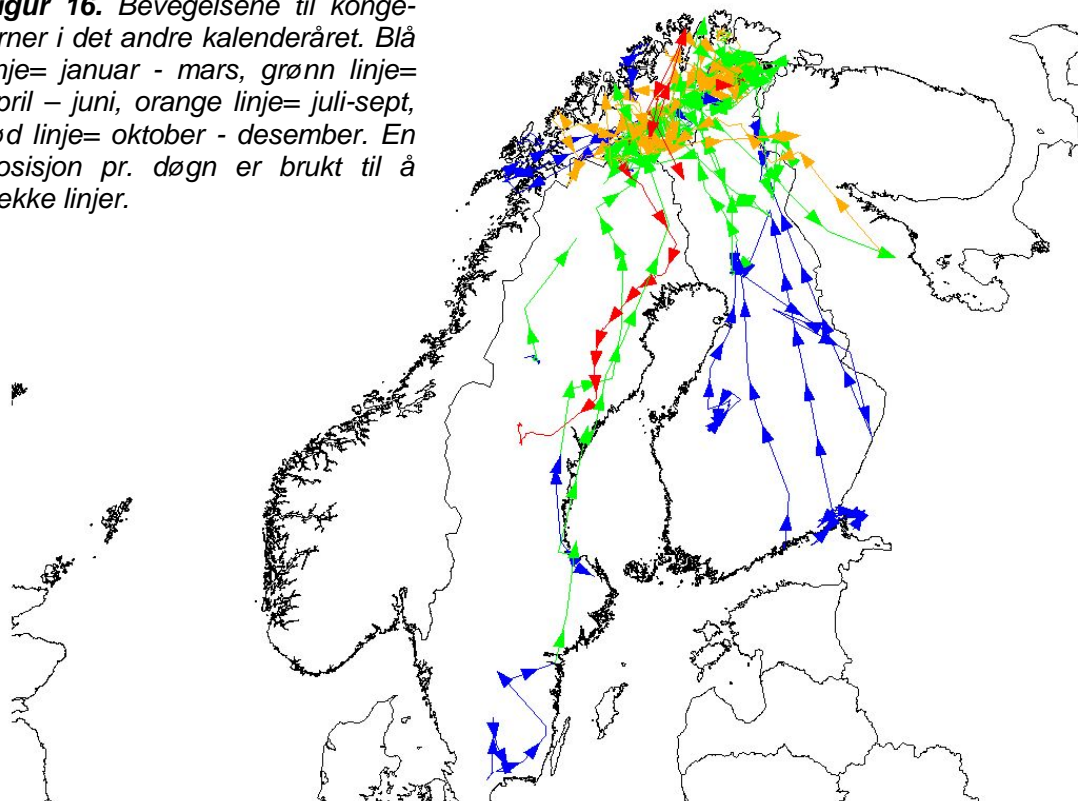 igur 16. Bevegelsene til konge-
rner i det andre kalenderåret. Blå
nje= januar - mars, grønn linje=
pril – juni, orange linje= juli-sept,
ød linje= oktober - desember. En
osisjon pr. døgn er brukt til å
ekke linjer.